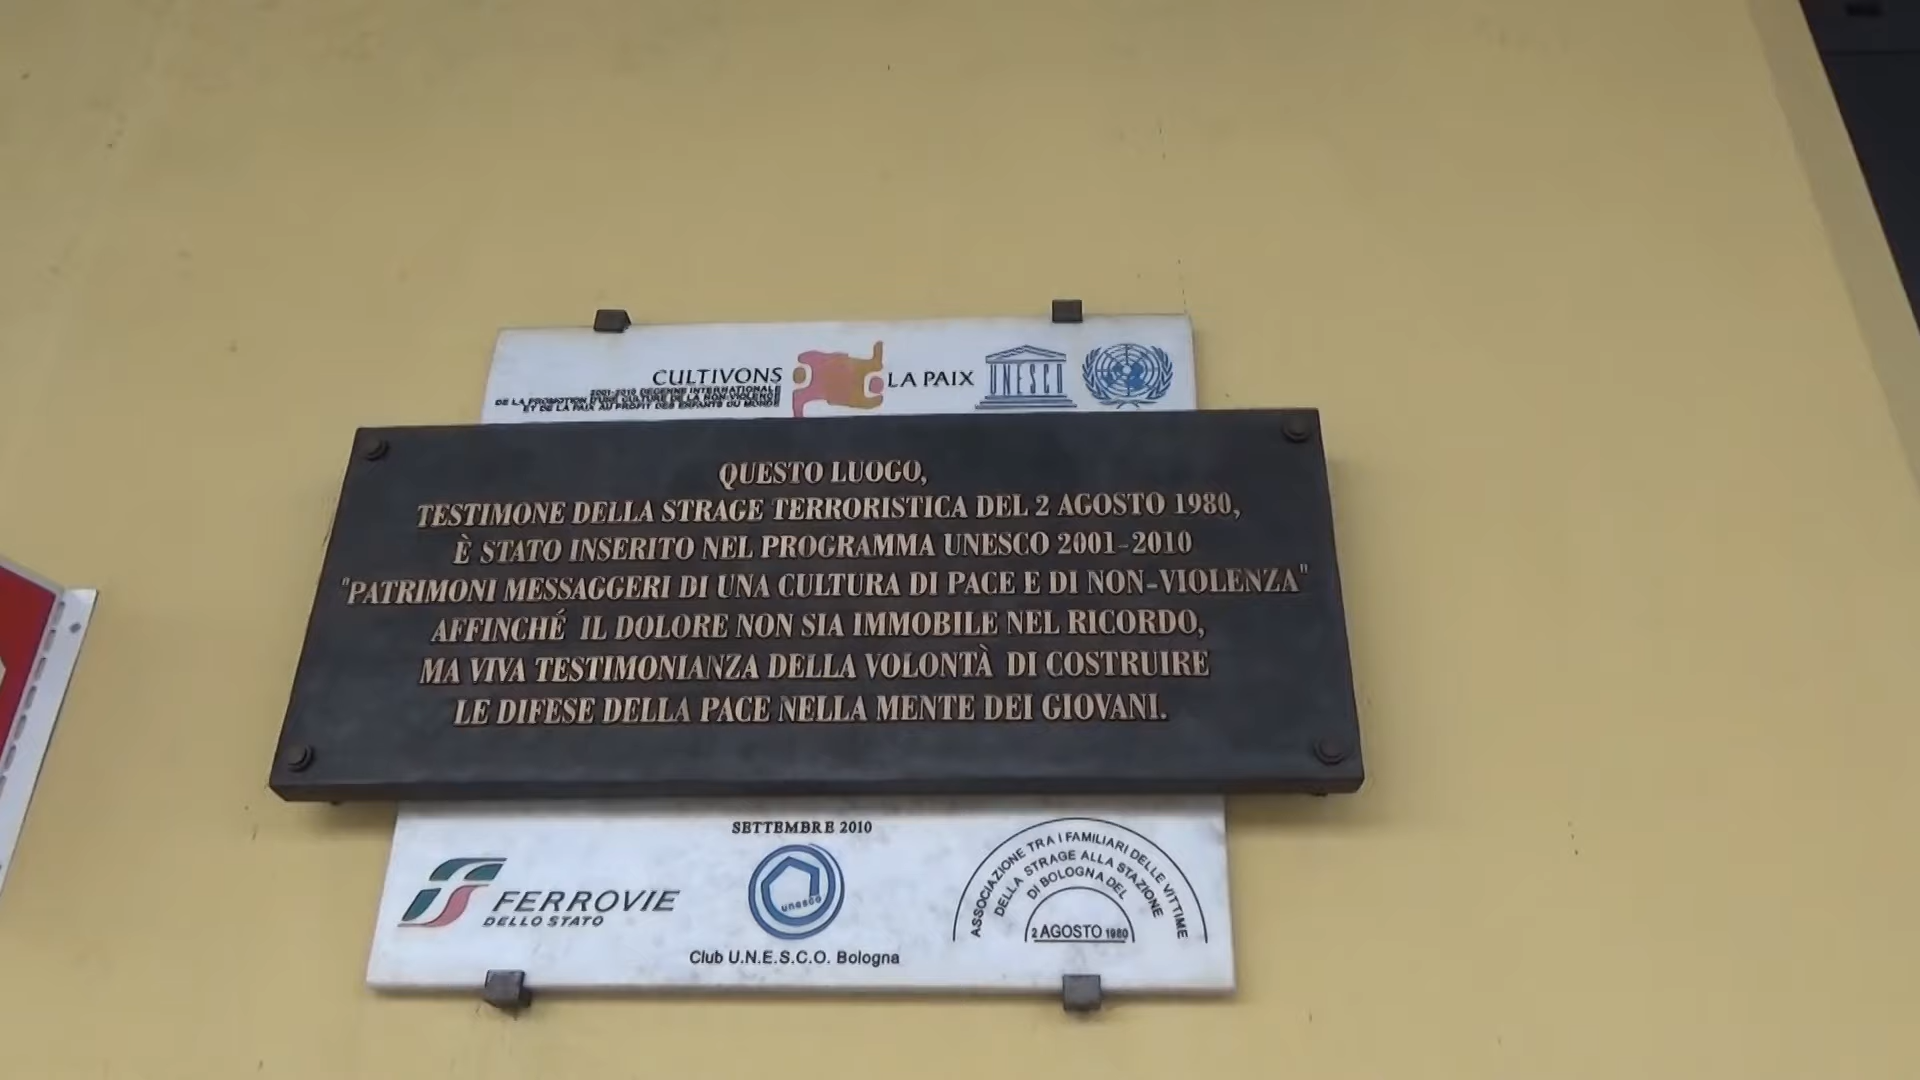 CULTIVONS LA PAIX UNESCO
2001-2010 DECENNIE INTERNATIONALE
DE LA PROMOTION D'UNE CULTURE DE LA NON-VIOLENCE
ET DE LA PAIX AU PROFIT DES ENFANTS DU MONDE
QUESTO LUOGO,
TESTIMONE DELLA STRAGE TERRORISTICA DEL 2 AGOSTO 1980,
È STATO INSERITO NEL PROGRAMMA UNESCO 2001-2010
"PATRIMONI MESSAGGERI DI UNA CULTURA DI PACE E DI NON-VIOLENZA"
AFFINCHÉ IL DOLORE NON SIA IMMOBILE NEL RICORDO,
MA VIVA TESTIMONIANZA DELLA VOLONTÀ DI COSTRUIRE
LE DIFESE DELLA PACE NELLA MENTE DEI GIOVANI.
SETTEMBRE 2010
FERROVIE
DELLO STATO
unesco
Club U.N.E.S.C.O. Bologna
ASSOCIAZIONE TRA I FAMILIARI DELLE VITTIME
DELLA STRAGE ALLA STAZIONE
DI BOLOGNA DEL
2 AGOSTO 1980